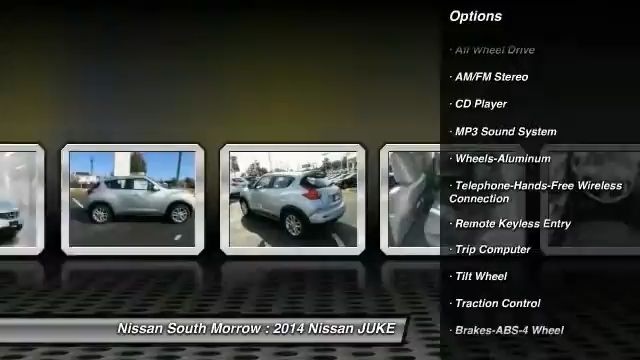 Options
· All Wheel Drive
· AM/FM Stereo
· CD Player
· MP3 Sound System
· Wheels-Aluminum
· Telephone-Hands-Free Wireless
Connection
· Remote Keyless Entry
· Trip Computer
· Tilt Wheel
· Traction Control
· Brakes-ABS-4 Wheel
Nissan South Morrow : 2014 Nissan JUKE